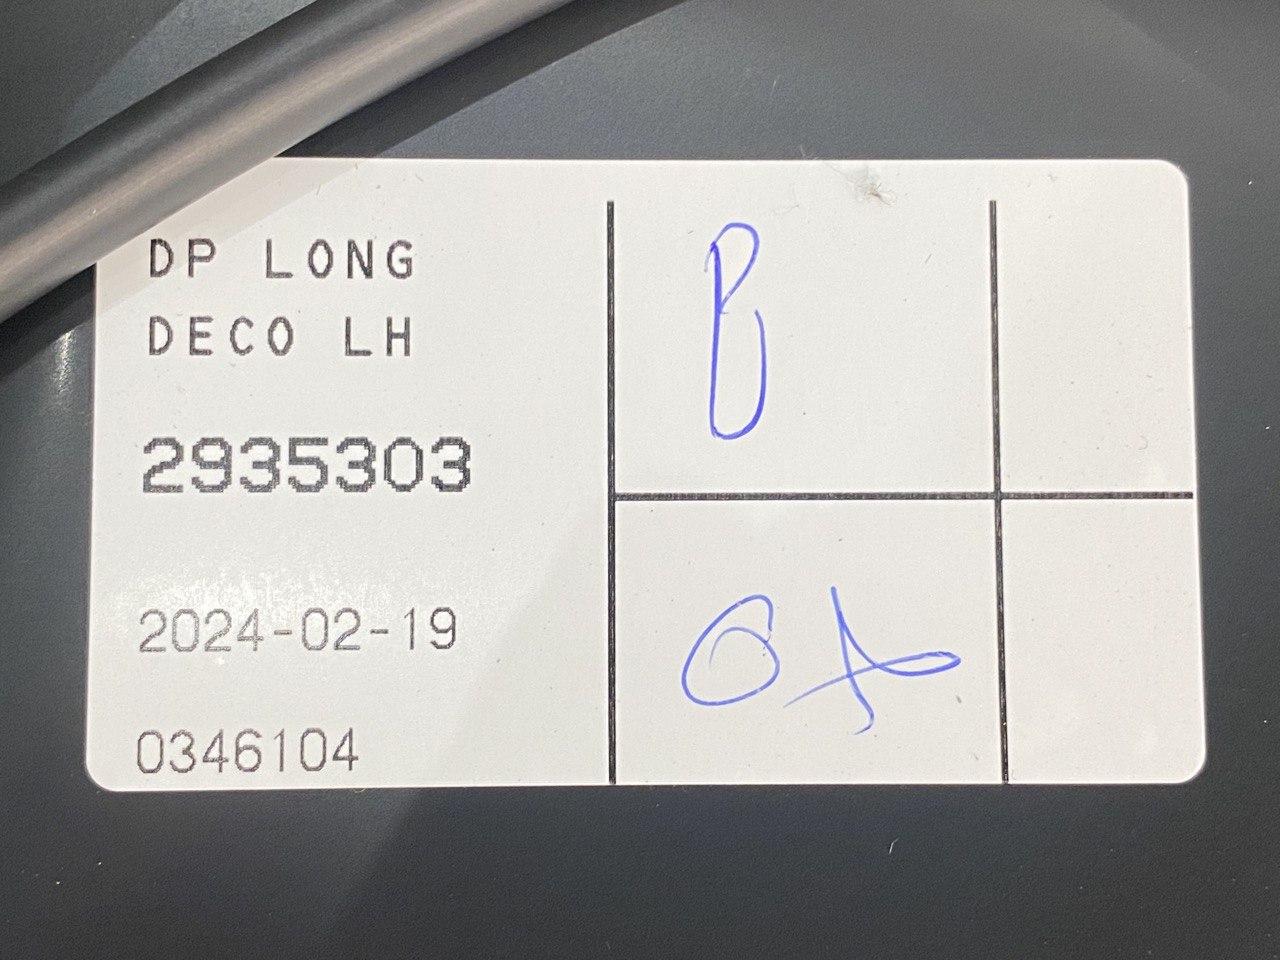 DP LONG
DECO LH
2935303
2024-02-19
0346104
B